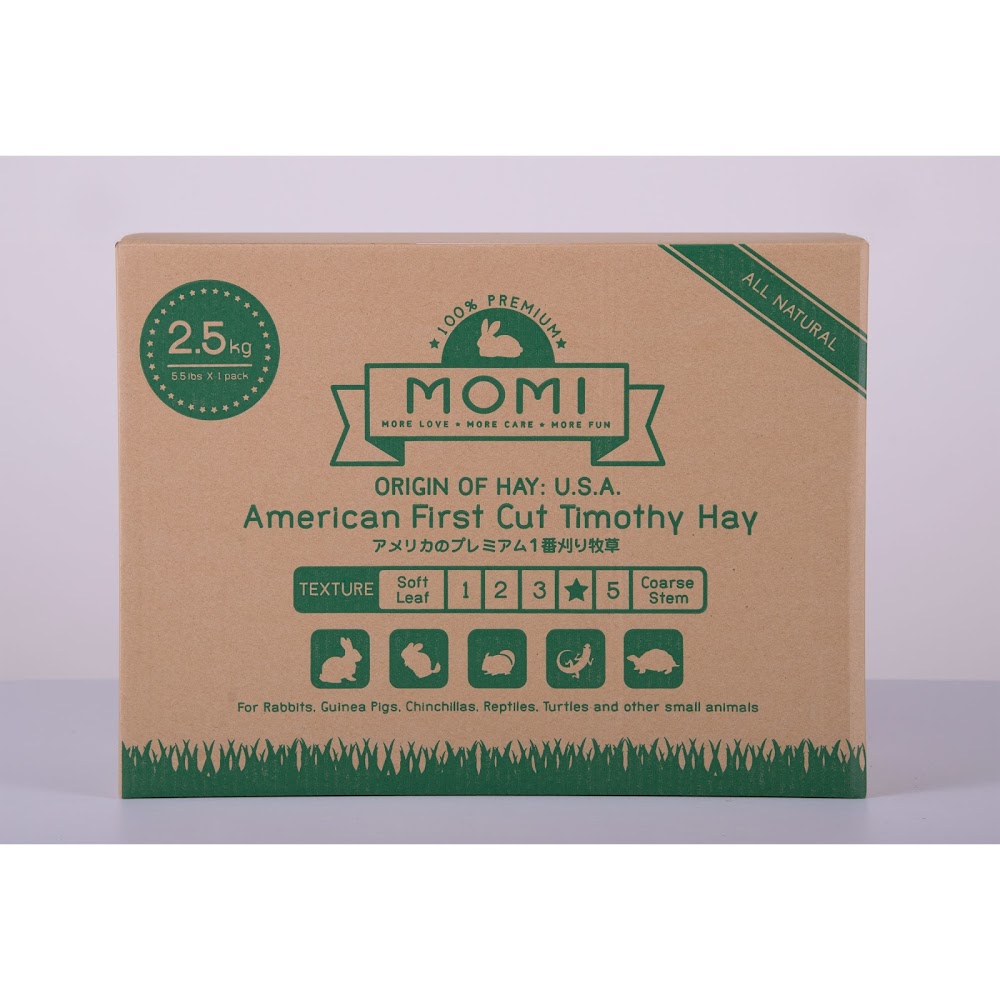 2.5kg
5.5 lbs X 1 pack
100% PREMIUM
MOMI
MORE LOVE ★ MORE CARE ★ MORE FUN
ALL NATURAL
ORIGIN OF HAY: U.S.A.
American First Cut Timothy Hay
アメリカのプレミアム1番刈り牧草
TEXTURE Soft Leaf 1 2 3 ★ 5 Coarse Stem
For Rabbits, Guinea Pigs, Chinchillas, Reptiles, Turtles and other small animals